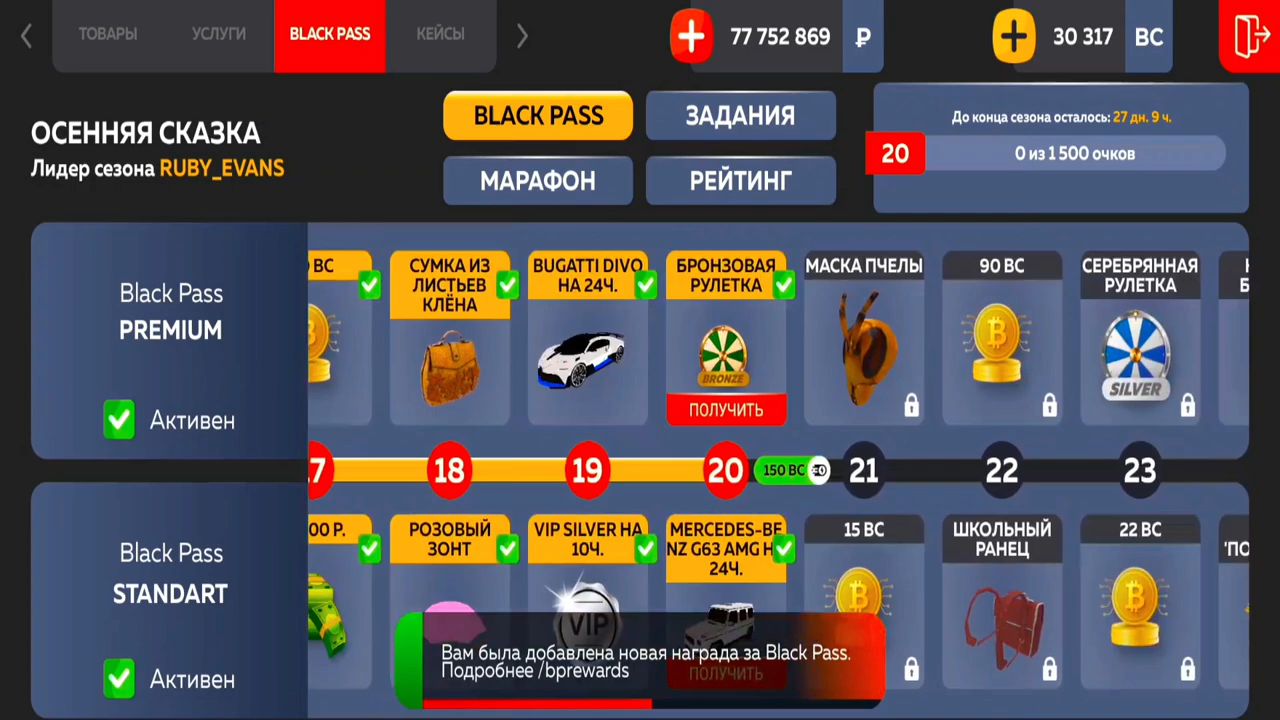 ТОВАРЫ
УСЛУГИ
BLACK PASS
КЕЙСЫ
77 752 869 ₽
30 317 BC
ОСЕННЯЯ СКАЗКА
Лидер сезона RUBY_EVANS
BLACK PASS
ЗАДАНИЯ
МАРАФОН
РЕЙТИНГ
До конца сезона осталось: 27 дн. 9 ч.
20
0 из 1 500 очков
Black Pass
PREMIUM
Активен
BC
СУМКА ИЗ
ЛИСТЬЕВ
КЛЁНА
BUGATTI DIVO
НА 24Ч.
БРОНЗОВАЯ
РУЛЕТКА
BRONZE
ПОЛУЧИТЬ
МАСКА ПЧЕЛЫ
90 BC
СЕРЕБРЯННАЯ
РУЛЕТКА
SILVER
17
18
19
20
150 BC
21
22
23
Black Pass
STANDART
Активен
00 Р.
РОЗОВЫЙ
ЗОНТ
VIP SILVER НА
10Ч.
VIP
MERCEDES-BE
NZ G63 AMG Н
24Ч.
ПОЛУЧИТЬ
15 BC
ШКОЛЬНЫЙ
РАНЕЦ
22 BC
'ПО
Вам была добавлена новая награда за Black Pass.
Подробнее /bprewards